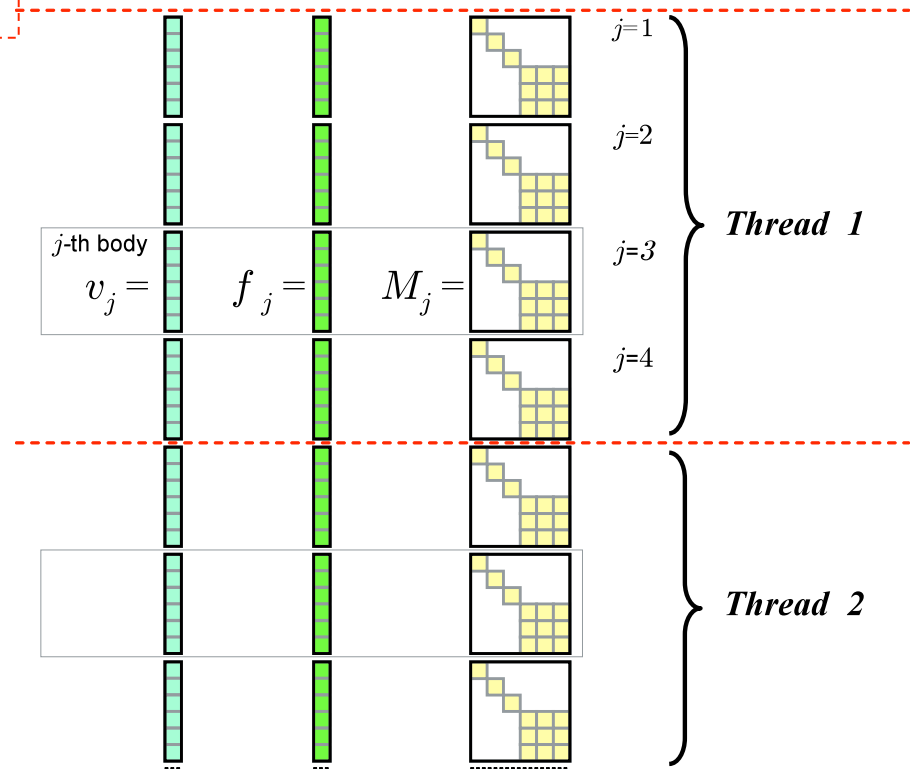 j=1
j=2
Thread 1
j-th body
j=3
v_j =
f_j =
M_j =
j=4
Thread 2